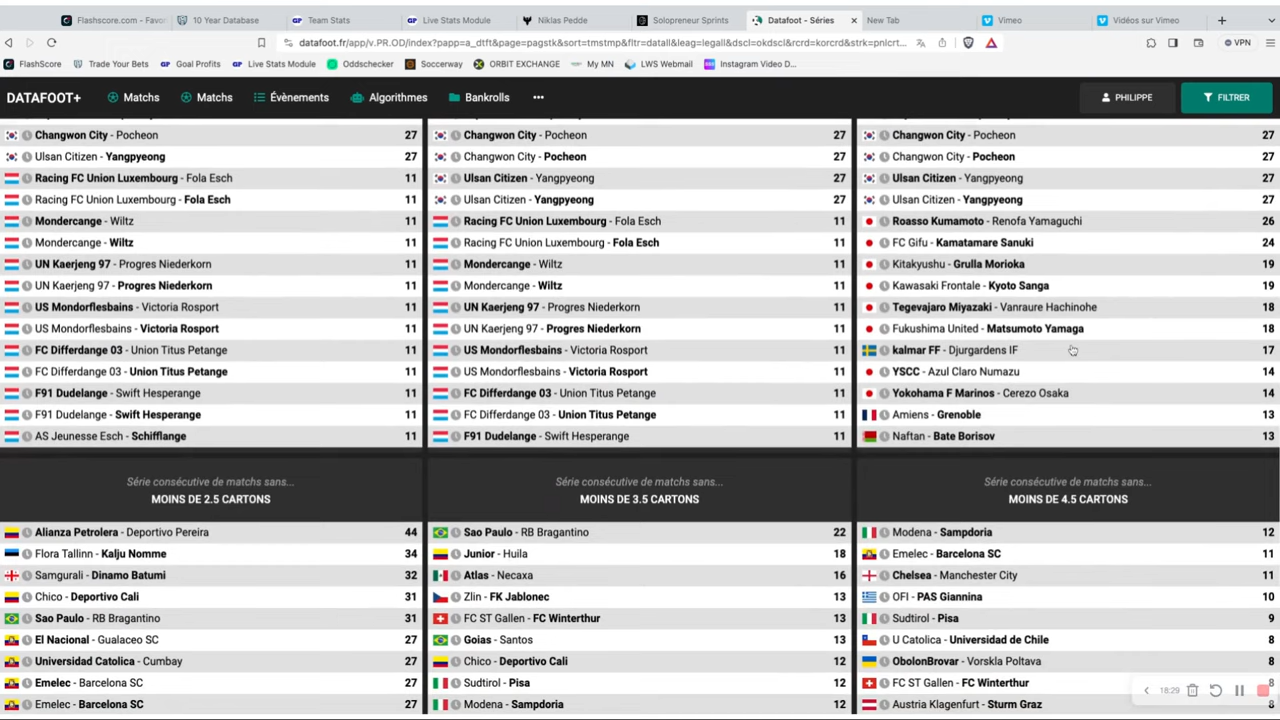 Flashscore.com - Favor
10 Year Database
GP Team Stats
GP Live Stats Module
Niklas Pedde
Solopreneur Sprints
Datafoot - Séries
New Tab
Vimeo
Vidéos sur Vimeo
datafoot.fr/app/v.PR.OD/index?papp=a_dtft&page=pagstk&sort=tmstmp&fltr=datall&leag=legall&dscl=okdscl&rcrd=korcrd&strk=pnlcrt...
VPN
FlashScore
Trade Your Bets
GP Goal Profits
GP Live Stats Module
Oddschecker
Soccerway
ORBIT EXCHANGE
My MN
LWS Webmail
Instagram Video D...
DATAFOOT+
Matchs
Matchs
Évènements
Algorithmes
Bankrolls
PHILIPPE
FILTRER
Changwon City - Pocheon 27
Ulsan Citizen - Yangpyeong 27
Racing FC Union Luxembourg - Fola Esch 11
Racing FC Union Luxembourg - Fola Esch 11
Mondercange - Wiltz 11
Mondercange - Wiltz 11
UN Kaerjeng 97 - Progres Niederkorn 11
UN Kaerjeng 97 - Progres Niederkorn 11
US Mondorflesbains - Victoria Rosport 11
US Mondorflesbains - Victoria Rosport 11
FC Differdange 03 - Union Titus Petange 11
FC Differdange 03 - Union Titus Petange 11
F91 Dudelange - Swift Hesperange 11
F91 Dudelange - Swift Hesperange 11
AS Jeunesse Esch - Schifflange 11
Changwon City - Pocheon 27
Changwon City - Pocheon 27
Ulsan Citizen - Yangpyeong 27
Ulsan Citizen - Yangpyeong 27
Racing FC Union Luxembourg - Fola Esch 11
Racing FC Union Luxembourg - Fola Esch 11
Mondercange - Wiltz 11
Mondercange - Wiltz 11
UN Kaerjeng 97 - Progres Niederkorn 11
UN Kaerjeng 97 - Progres Niederkorn 11
US Mondorflesbains - Victoria Rosport 11
US Mondorflesbains - Victoria Rosport 11
FC Differdange 03 - Union Titus Petange 11
FC Differdange 03 - Union Titus Petange 11
F91 Dudelange - Swift Hesperange 11
Changwon City - Pocheon 27
Changwon City - Pocheon 27
Ulsan Citizen - Yangpyeong 27
Ulsan Citizen - Yangpyeong 27
Roasso Kumamoto - Renofa Yamaguchi 26
FC Gifu - Kamatamare Sanuki 24
Kitakyushu - Grulla Morioka 19
Kawasaki Frontale - Kyoto Sanga 19
Tegevajaro Miyazaki - Vanraure Hachinohe 18
Fukushima United - Matsumoto Yamaga 18
kalmar FF - Djurgardens IF 17
YSCC - Azul Claro Numazu 14
Yokohama F Marinos - Cerezo Osaka 14
Amiens - Grenoble 13
Naftan - Bate Borisov 13
Série consécutive de matchs sans...
MOINS DE 2.5 CARTONS
Alianza Petrolera - Deportivo Pereira 44
Flora Tallinn - Kalju Nomme 34
Samgurali - Dinamo Batumi 32
Chico - Deportivo Cali 31
Sao Paulo - RB Bragantino 31
El Nacional - Gualaceo SC 27
Universidad Catolica - Cumbay 27
Emelec - Barcelona SC 27
Emelec - Barcelona SC 27
Série consécutive de matchs sans...
MOINS DE 3.5 CARTONS
Sao Paulo - RB Bragantino 22
Junior - Huila 18
Atlas - Necaxa 16
Zlin - FK Jablonec 13
FC ST Gallen - FC Winterthur 13
Goias - Santos 13
Chico - Deportivo Cali 12
Sudtirol - Pisa 12
Modena - Sampdoria 12
Série consécutive de matchs sans...
MOINS DE 4.5 CARTONS
Modena - Sampdoria 12
Emelec - Barcelona SC 11
Chelsea - Manchester City 11
OFI - PAS Giannina 10
Sudtirol - Pisa 9
U Catolica - Universidad de Chile 8
ObolonBrovar - Vorskla Poltava 8
FC ST Gallen - FC Winterthur 8
Austria Klagenfurt - Sturm Graz 8
18:29